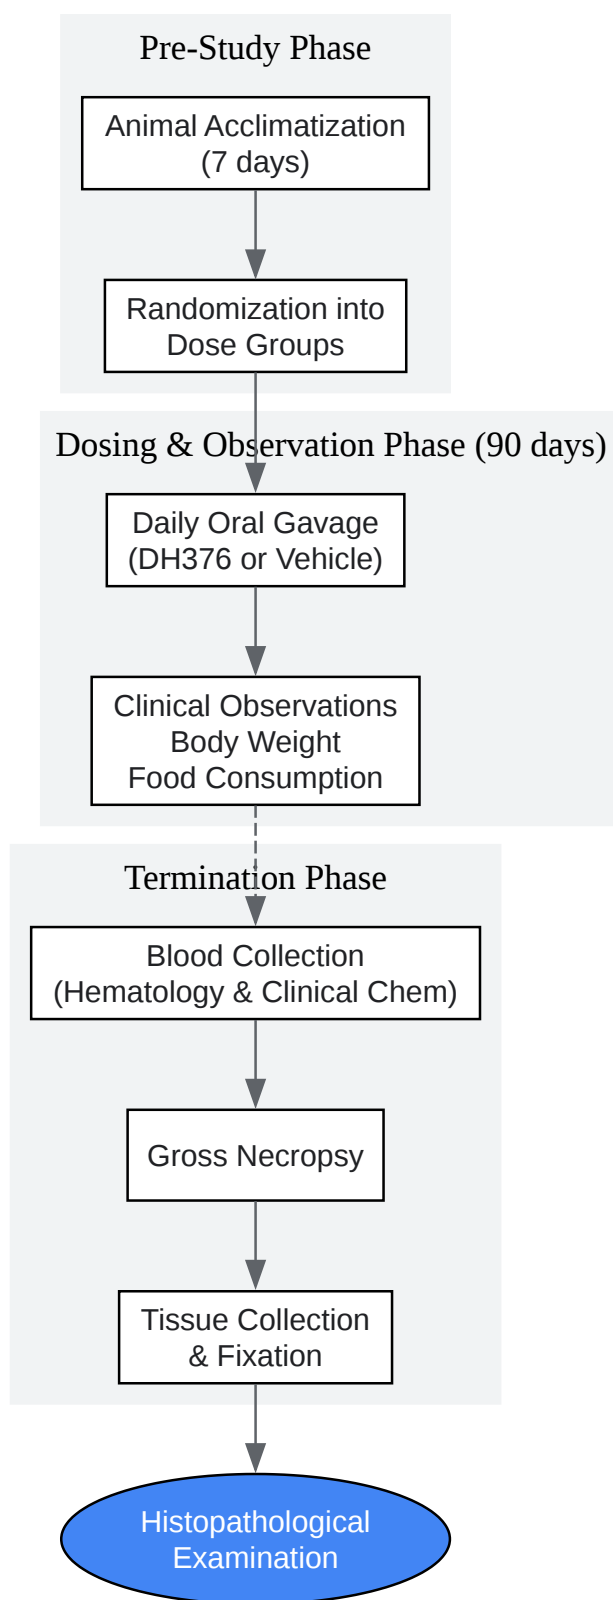 Pre-Study Phase
Animal Acclimatization
(7 days)
Randomization into
Dose Groups
Dosing & Observation Phase (90 days)
Daily Oral Gavage
(DH376 or Vehicle)
Clinical Observations
Body Weight
Food Consumption
Termination Phase
Blood Collection
(Hematology & Clinical Chem)
Gross Necropsy
Tissue Collection
& Fixation
Histopathological
Examination